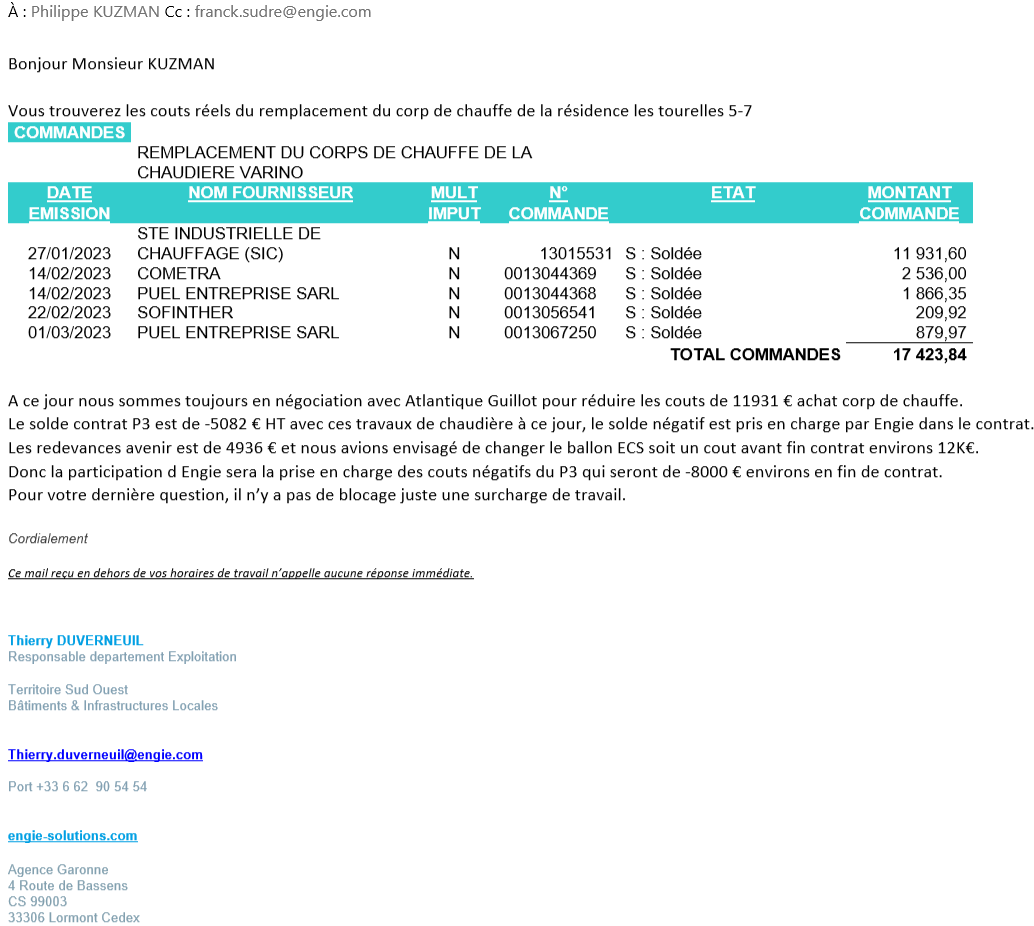 À : Philippe KUZMAN Cc : franck.sudre@engie.com
Bonjour Monsieur KUZMAN
Vous trouverez les couts réels du remplacement du corp de chauffe de la résidence les tourelles 5-7
COMMANDES
REMPLACEMENT DU CORPS DE CHAUFFE DE LA
CHAUDIERE VARINO
DATE NOM FOURNISSEUR MULT N° ETAT MONTANT
EMISSION IMPUT COMMANDE COMMANDE
STE INDUSTRIELLE DE
27/01/2023 CHAUFFAGE (SIC) N 13015531 S : Soldée 11 931,60
14/02/2023 COMETRA N 0013044369 S : Soldée 2 536,00
14/02/2023 PUEL ENTREPRISE SARL N 0013044368 S : Soldée 1 866,35
22/02/2023 SOFINTHER N 0013056541 S : Soldée 209,92
01/03/2023 PUEL ENTREPRISE SARL N 0013067250 S : Soldée 879,97
TOTAL COMMANDES 17 423,84
A ce jour nous sommes toujours en négociation avec Atlantique Guillot pour réduire les couts de 11931 € achat corp de chauffe.
Le solde contrat P3 est de -5082 € HT avec ces travaux de chaudière à ce jour, le solde négatif est pris en charge par Engie dans le contrat.
Les redevances avenir est de 4936 € et nous avions envisagé de changer le ballon ECS soit un cout avant fin contrat environs 12K€.
Donc la participation d Engie sera la prise en charge des couts négatifs du P3 qui seront de -8000 € environs en fin de contrat.
Pour votre dernière question, il n’y a pas de blocage juste une surcharge de travail.
Cordialement
Ce mail reçu en dehors de vos horaires de travail n’appelle aucune réponse immédiate.
Thierry DUVERNEUIL
Responsable departement Exploitation
Territoire Sud Ouest
Bâtiments & Infrastructures Locales
Thierry.duverneuil@engie.com
Port +33 6 62 90 54 54
engie-solutions.com
Agence Garonne
4 Route de Bassens
CS 99003
33306 Lormont Cedex